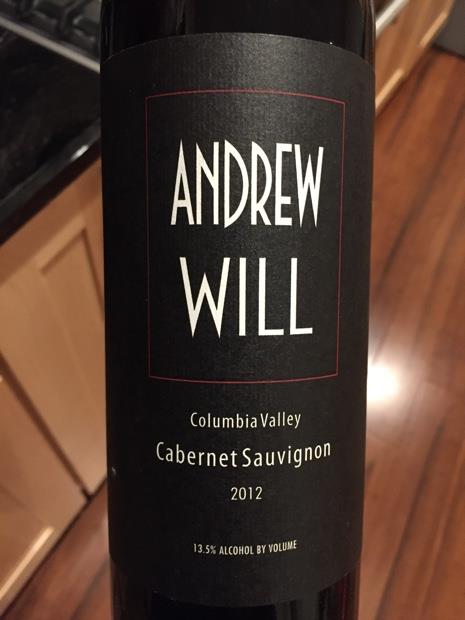 ANDREW
WILL
Columbia Valley
Cabernet Sauvignon
2012
13.5% ALCOHOL BY VOLUME